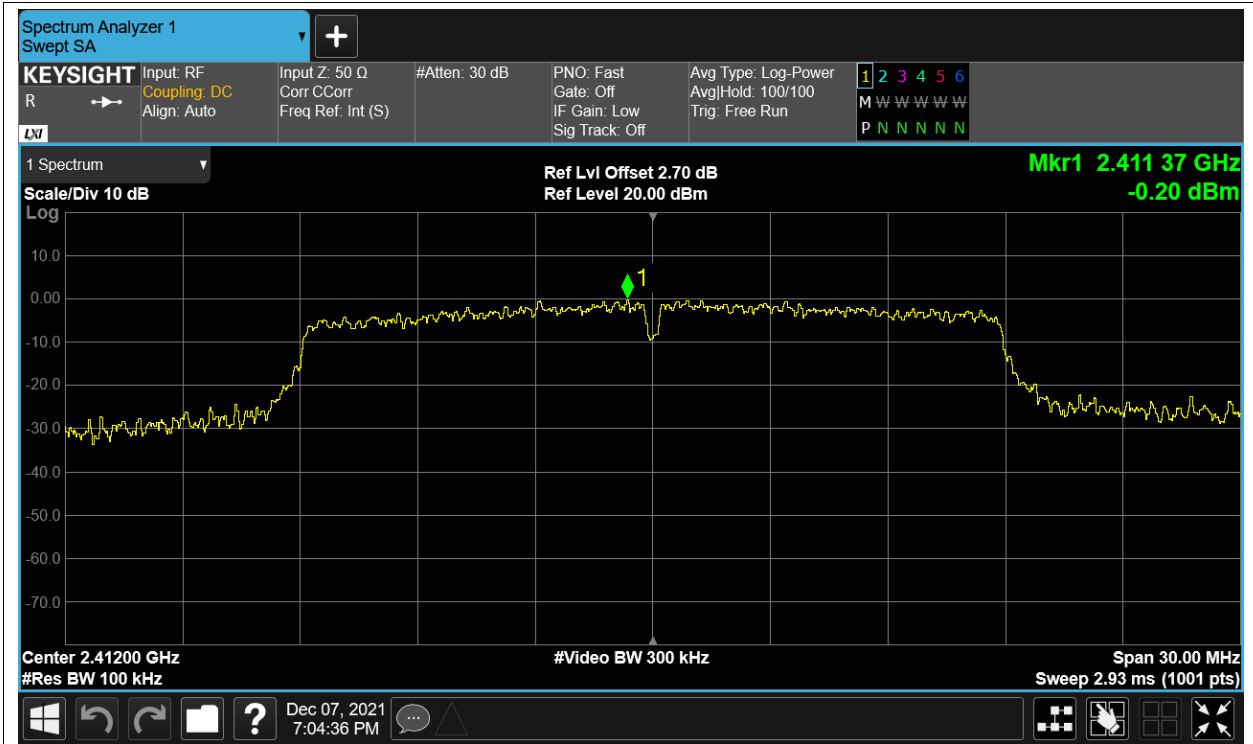 Spectrum Analyzer 1
Swept SA
KEYSIGHT
R
LXI
Input: RF
Coupling: DC
Align: Auto
Input Z: 50 Ω
Corr CCorr
Freq Ref: Int (S)
#Atten: 30 dB
PNO: Fast
Gate: Off
IF Gain: Low
Sig Track: Off
Avg Type: Log-Power
Avg|Hold: 100/100
Trig: Free Run
1 2 3 4 5 6
M W W W W W
P N N N N N
1 Spectrum
Scale/Div 10 dB
Log
Ref Lvl Offset 2.70 dB
Ref Level 20.00 dBm
Mkr1 2.411 37 GHz
-0.20 dBm
1
10.0
0.00
-10.0
-20.0
-30.0
-40.0
-50.0
-60.0
-70.0
Center 2.41200 GHz
#Res BW 100 kHz
#Video BW 300 kHz
Span 30.00 MHz
Sweep 2.93 ms (1001 pts)
?
Dec 07, 2021
7:04:36 PM